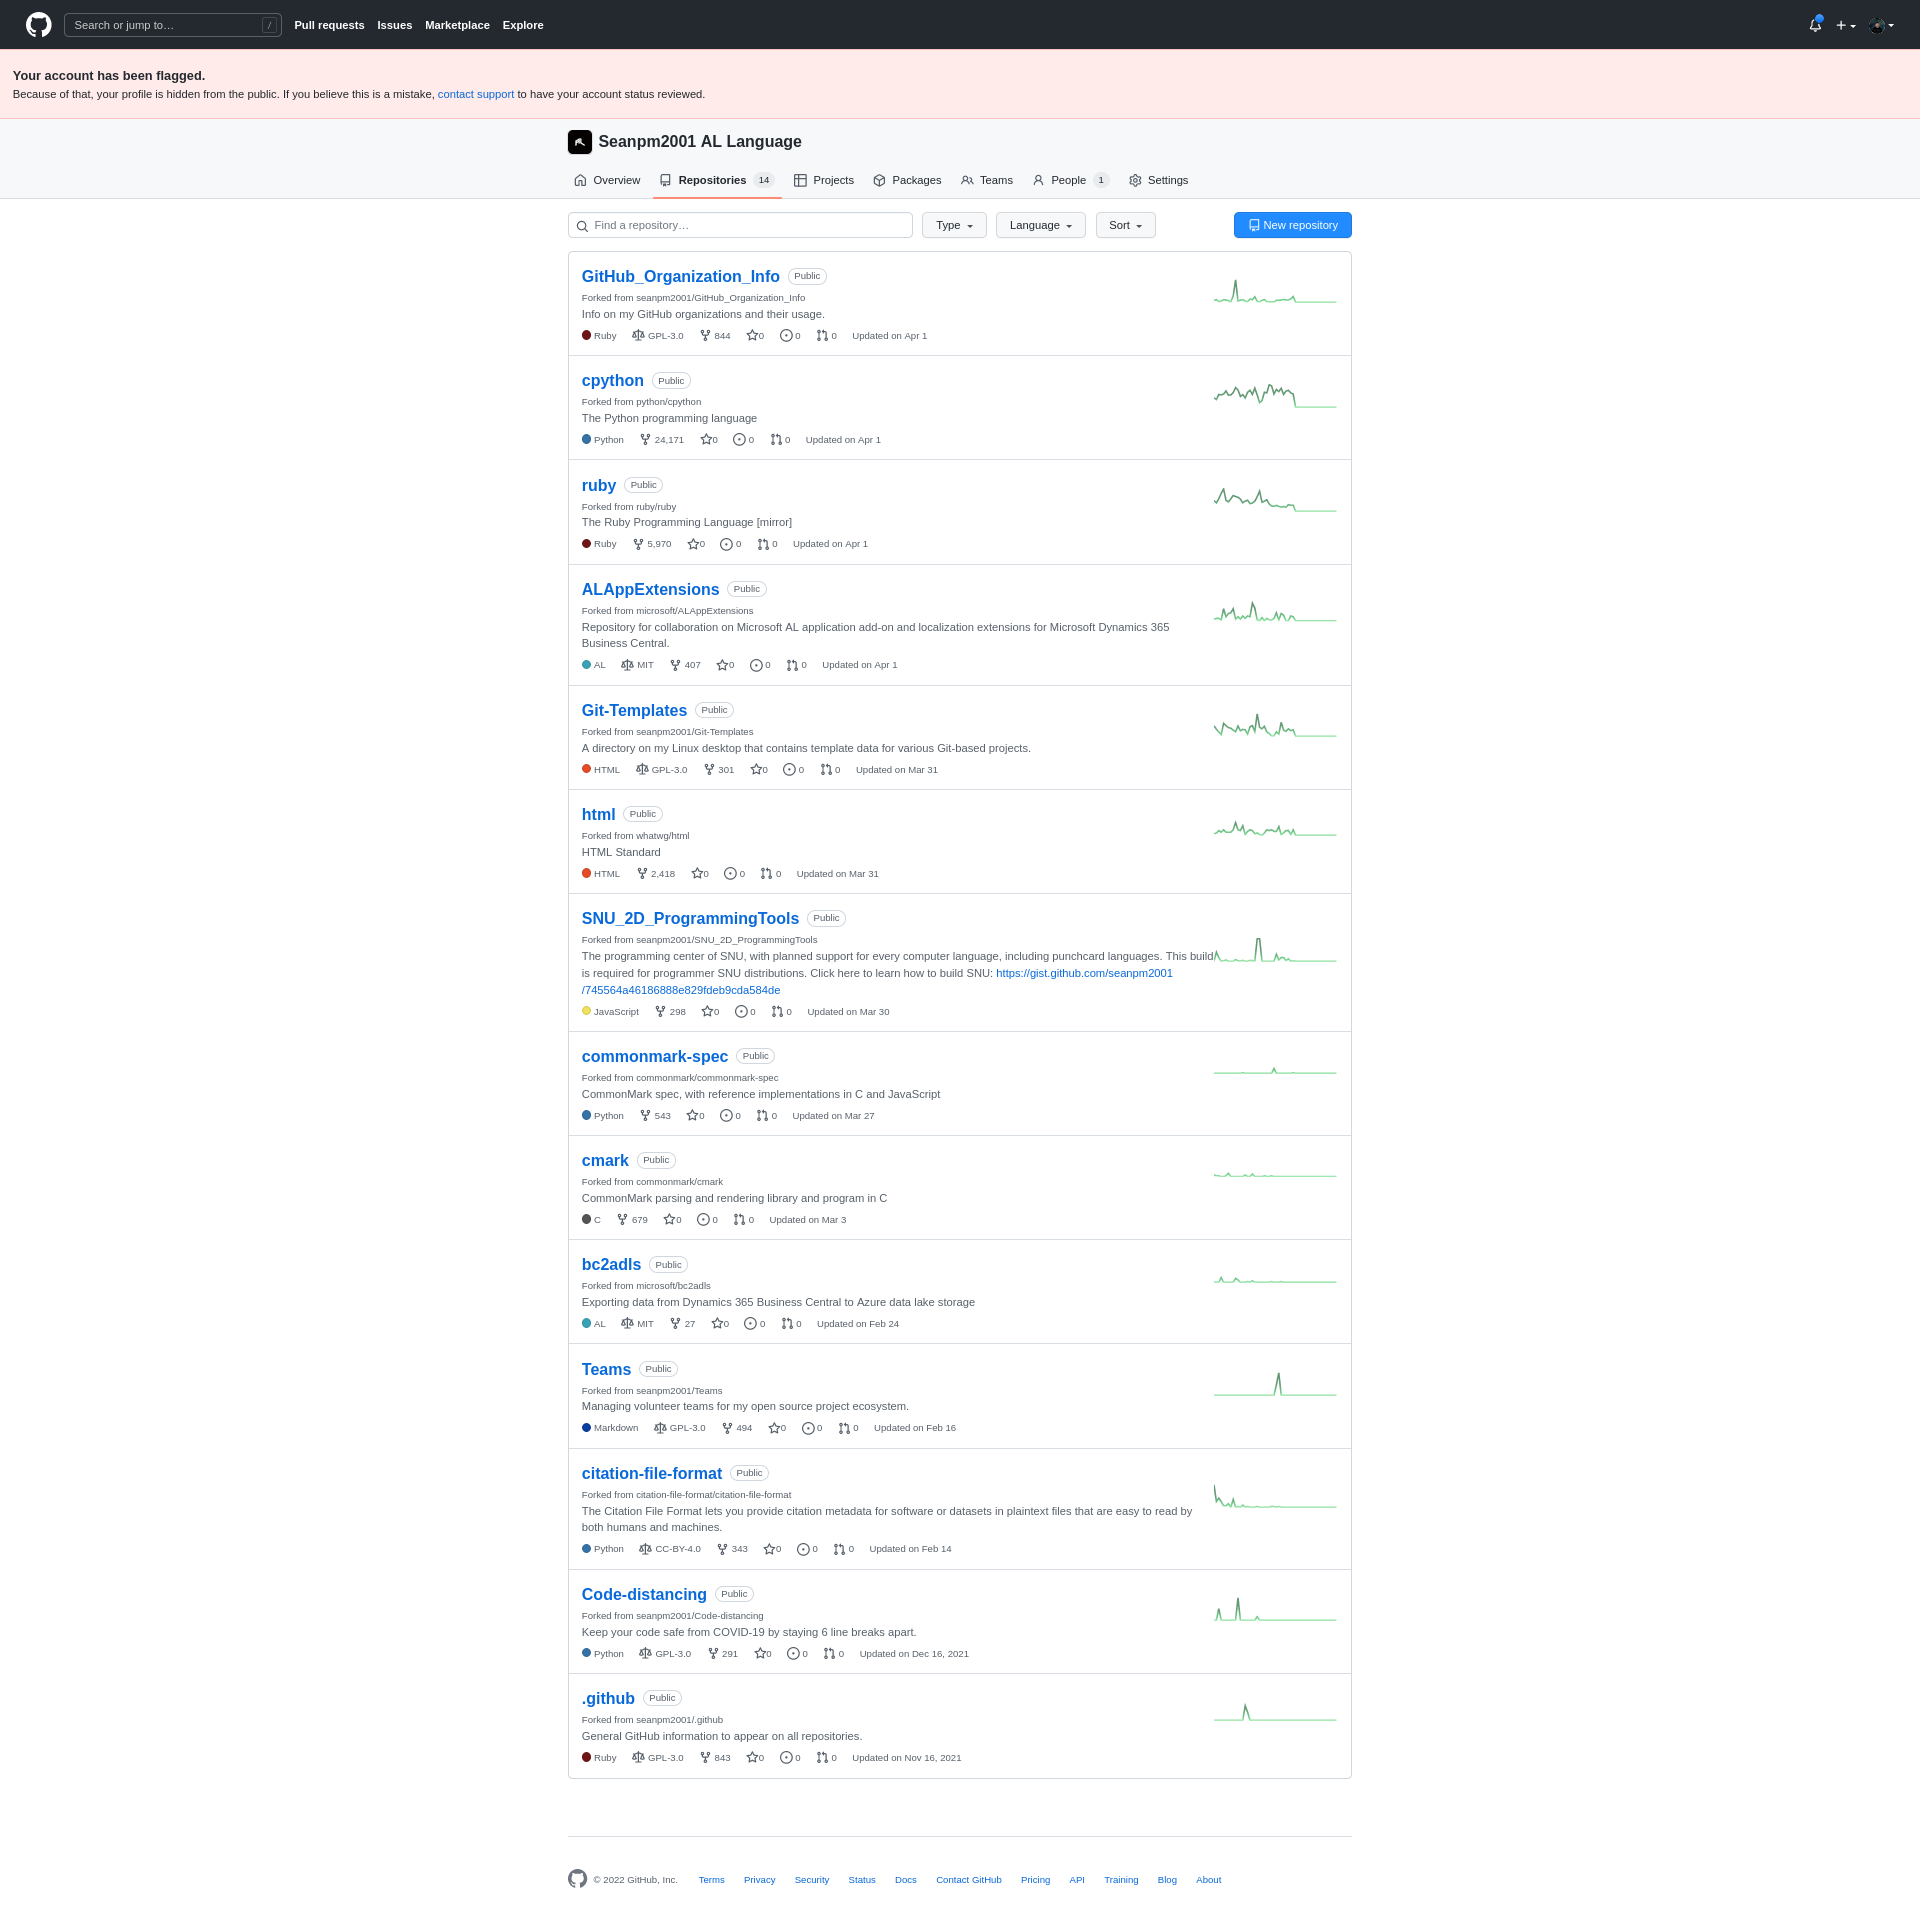 Search or jump to… /
Pull requests Issues Marketplace Explore
Your account has been flagged.
Because of that, your profile is hidden from the public. If you believe this is a mistake, contact support to have your account status reviewed.
Seanpm2001 AL Language
Overview Repositories 14 Projects Packages Teams People 1 Settings
Find a repository… Type Language Sort New repository
GitHub_Organization_Info Public
Forked from seanpm2001/GitHub_Organization_Info
Info on my GitHub organizations and their usage.
Ruby GPL-3.0 844 0 0 0 Updated on Apr 1
cpython Public
Forked from python/cpython
The Python programming language
Python 24,171 0 0 0 Updated on Apr 1
ruby Public
Forked from ruby/ruby
The Ruby Programming Language [mirror]
Ruby 5,970 0 0 0 Updated on Apr 1
ALAppExtensions Public
Forked from microsoft/ALAppExtensions
Repository for collaboration on Microsoft AL application add-on and localization extensions for Microsoft Dynamics 365
Business Central.
AL MIT 407 0 0 0 Updated on Apr 1
Git-Templates Public
Forked from seanpm2001/Git-Templates
A directory on my Linux desktop that contains template data for various Git-based projects.
HTML GPL-3.0 301 0 0 0 Updated on Mar 31
html Public
Forked from whatwg/html
HTML Standard
HTML 2,418 0 0 0 Updated on Mar 31
SNU_2D_ProgrammingTools Public
Forked from seanpm2001/SNU_2D_ProgrammingTools
The programming center of SNU, with planned support for every computer language, including punchcard languages. This build
is required for programmer SNU distributions. Click here to learn how to build SNU: https://gist.github.com/seanpm2001
/745564a46186888e829fdeb9cda584de
JavaScript 298 0 0 0 Updated on Mar 30
commonmark-spec Public
Forked from commonmark/commonmark-spec
CommonMark spec, with reference implementations in C and JavaScript
Python 543 0 0 0 Updated on Mar 27
cmark Public
Forked from commonmark/cmark
CommonMark parsing and rendering library and program in C
C 679 0 0 0 Updated on Mar 3
bc2adls Public
Forked from microsoft/bc2adls
Exporting data from Dynamics 365 Business Central to Azure data lake storage
AL MIT 27 0 0 0 Updated on Feb 24
Teams Public
Forked from seanpm2001/Teams
Managing volunteer teams for my open source project ecosystem.
Markdown GPL-3.0 494 0 0 0 Updated on Feb 16
citation-file-format Public
Forked from citation-file-format/citation-file-format
The Citation File Format lets you provide citation metadata for software or datasets in plaintext files that are easy to read by
both humans and machines.
Python CC-BY-4.0 343 0 0 0 Updated on Feb 14
Code-distancing Public
Forked from seanpm2001/Code-distancing
Keep your code safe from COVID-19 by staying 6 line breaks apart.
Python GPL-3.0 291 0 0 0 Updated on Dec 16, 2021
.github Public
Forked from seanpm2001/.github
General GitHub information to appear on all repositories.
Ruby GPL-3.0 843 0 0 0 Updated on Nov 16, 2021
© 2022 GitHub, Inc. Terms Privacy Security Status Docs Contact GitHub Pricing API Training Blog About